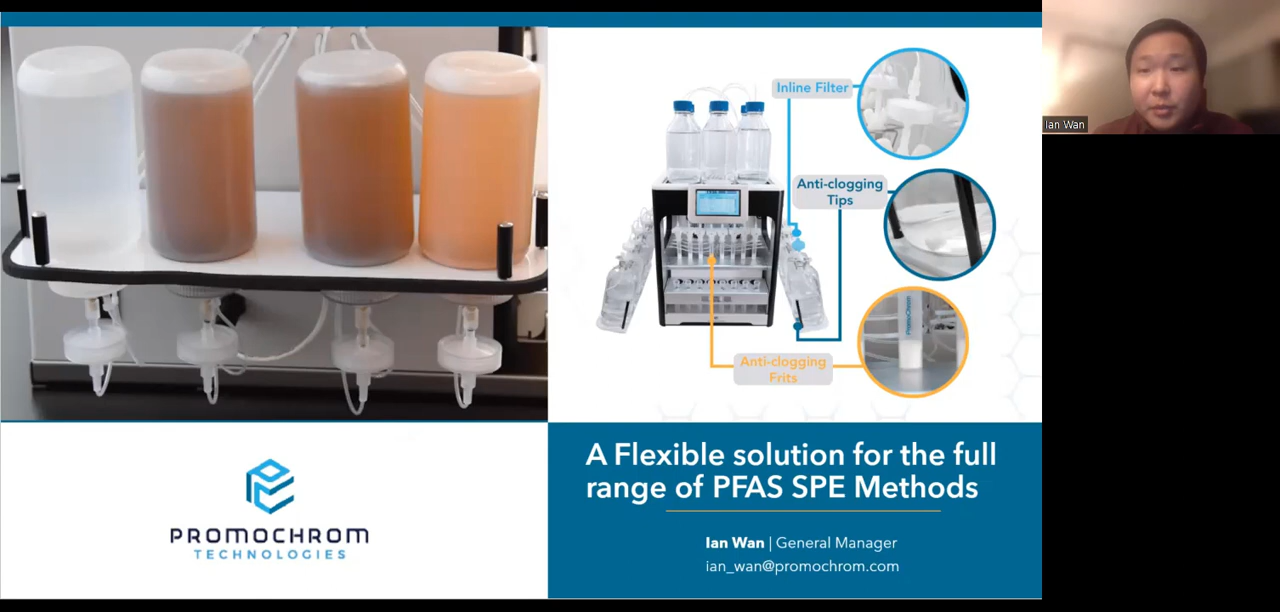 Inline Filter
Anti-clogging
Tips
Anti-clogging
Frits
PROMOCHROM
TECHNOLOGIES
A Flexible solution for the full
range of PFAS SPE Methods
Ian Wan | General Manager
ian_wan@promochrom.com
Ian Wan